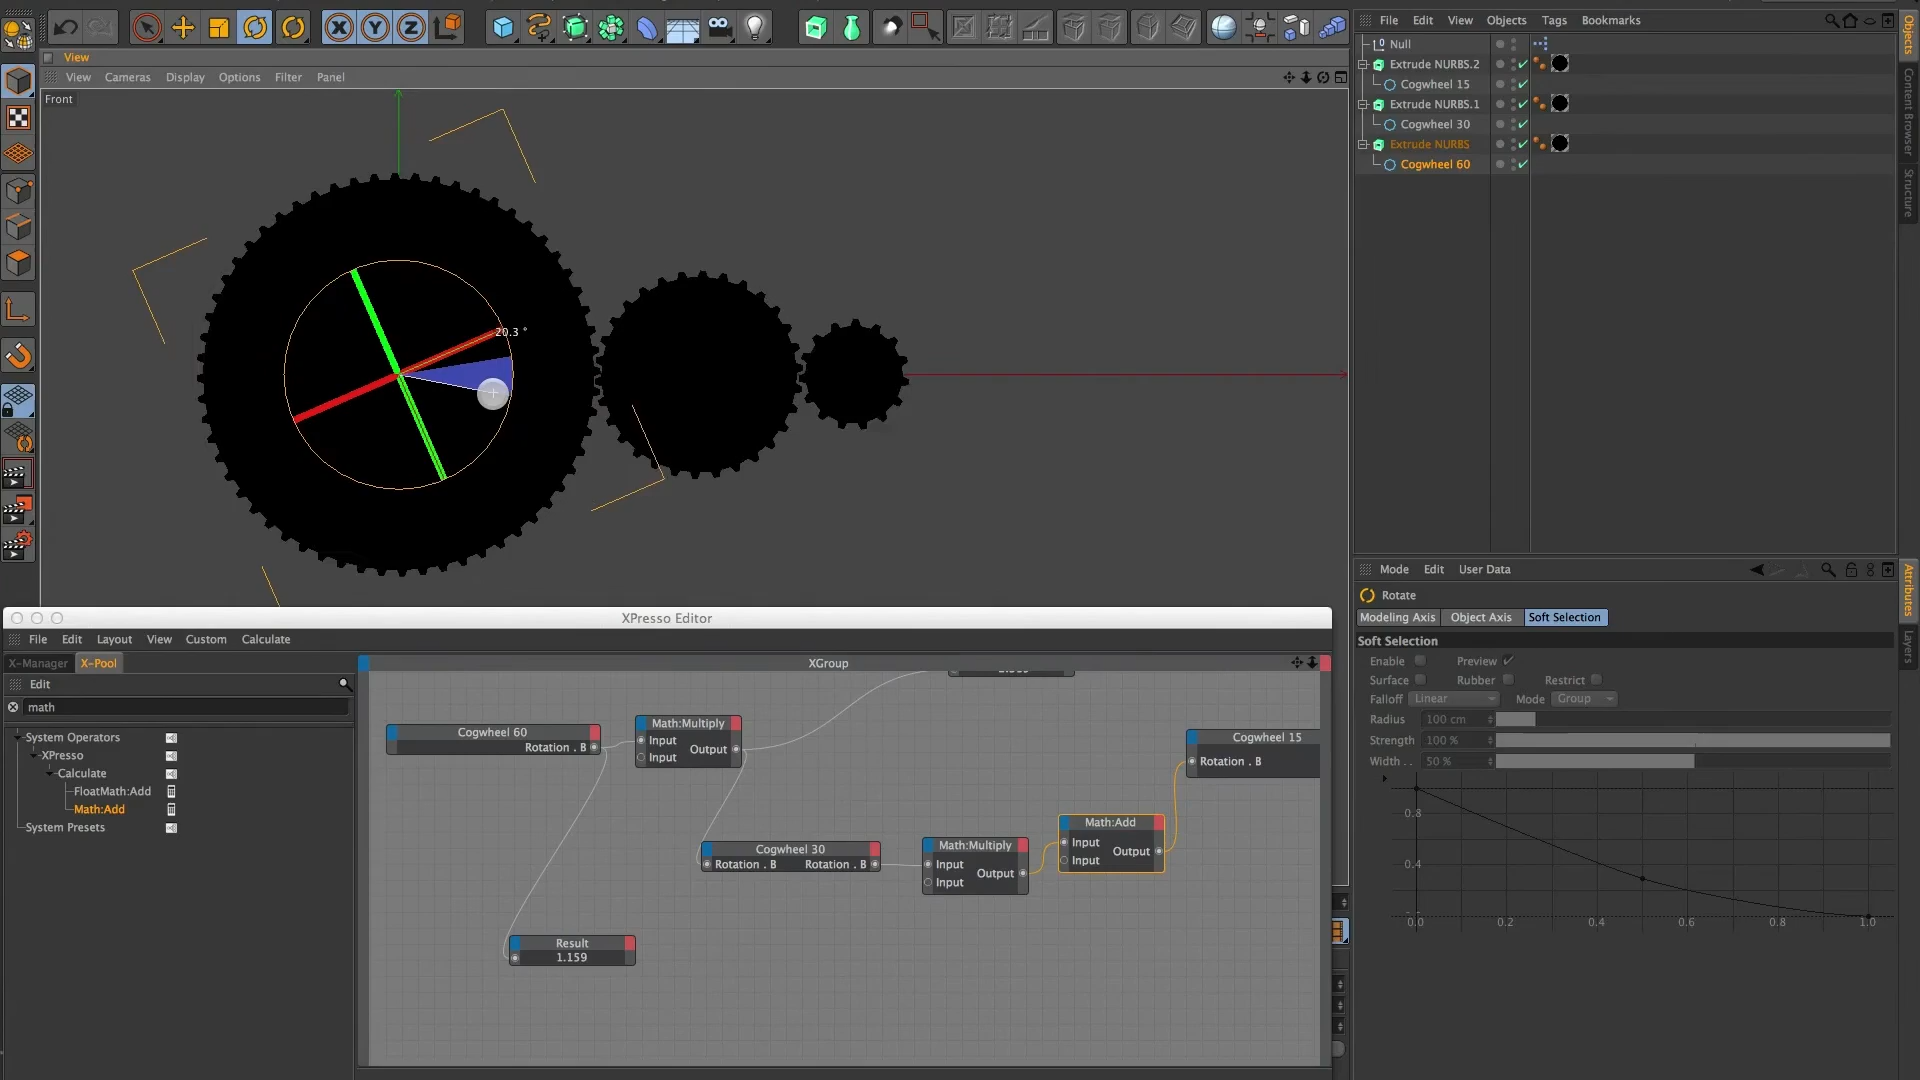 X Y Z
View
View Cameras Display Options Filter Panel
Front
20.3 °
File Edit View Objects Tags Bookmarks
Null
Extrude NURBS.2
Cogwheel 15
Extrude NURBS.1
Cogwheel 30
Extrude NURBS
Cogwheel 60
Objects
Content Browser
Structure
Mode Edit User Data
Rotate
Modeling Axis Object Axis Soft Selection
Soft Selection
Enable Preview
Surface Rubber Restrict
Falloff Linear Mode Group
Radius 100 cm
Strength 100 %
Width . . 50 %
0.8
0.4
0.0 0.2 0.4 0.6 0.8 1.0
Attributes
Layers
XPresso Editor
File Edit Layout View Custom Calculate
X-Manager X-Pool
Edit
math
System Operators
XPresso
Calculate
FloatMath:Add
Math:Add
System Presets
XGroup
Cogwheel 60
Rotation . B
Math:Multiply
Input
Output
Input
Cogwheel 15
Rotation . B
Cogwheel 30
Rotation . B Rotation . B
Math:Multiply
Input
Output
Input
Math:Add
Input
Output
Input
Result
1.159